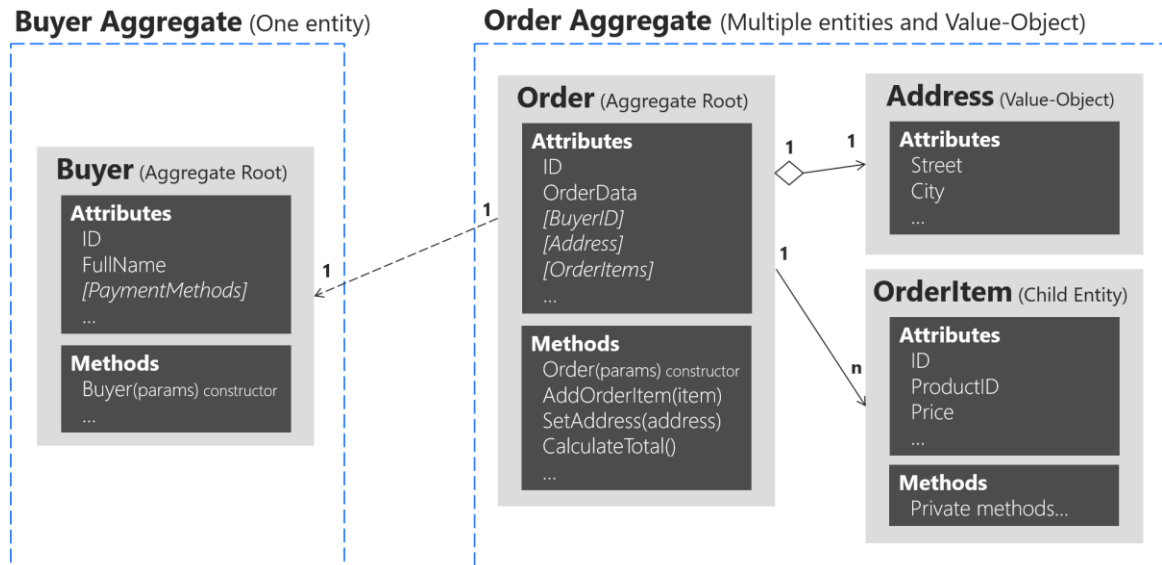 Buyer Aggregate (One entity)
Buyer (Aggregate Root)
Attributes
ID
FullName
[PaymentMethods]
...
Methods
Buyer(params) constructor
...
1
1
Order Aggregate (Multiple entities and Value-Object)
Order (Aggregate Root)
Attributes
ID
OrderData
[BuyerID]
[Address]
[OrderItems]
...
Methods
Order(params) constructor
AddOrderItem(item)
SetAddress(address)
CalculateTotal()
...
1
1
Address (Value-Object)
Attributes
Street
City
...
1
n
OrderItem (Child Entity)
Attributes
ID
ProductID
Price
...
Methods
Private methods...